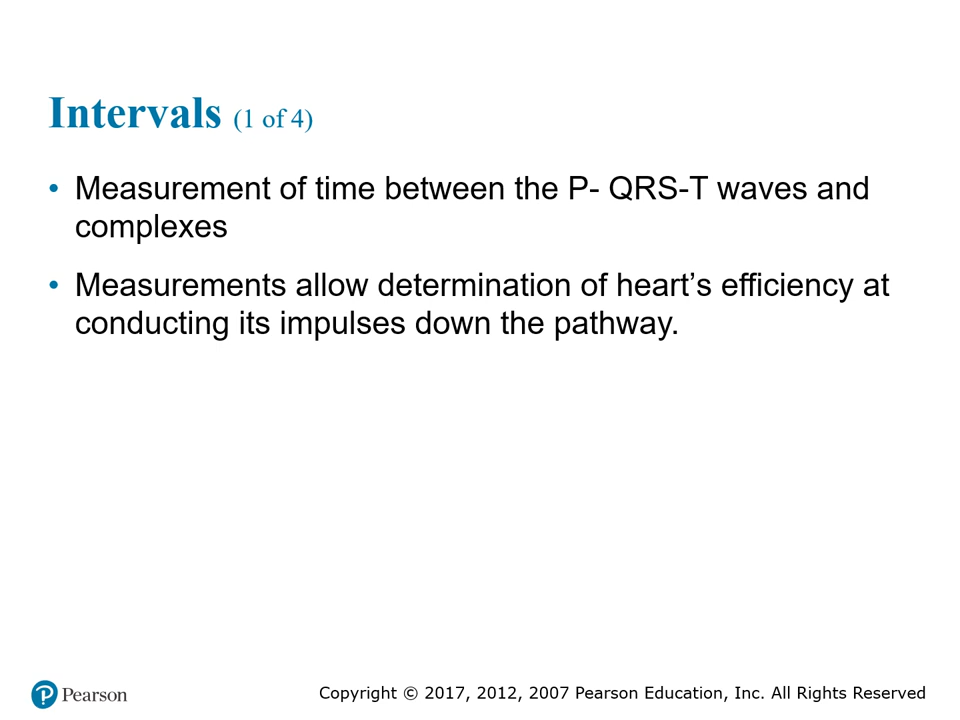 Intervals (1 of 4)
• Measurement of time between the P- QRS-T waves and
complexes
• Measurements allow determination of heart’s efficiency at
conducting its impulses down the pathway.
P Pearson
Copyright © 2017, 2012, 2007 Pearson Education, Inc. All Rights Reserved